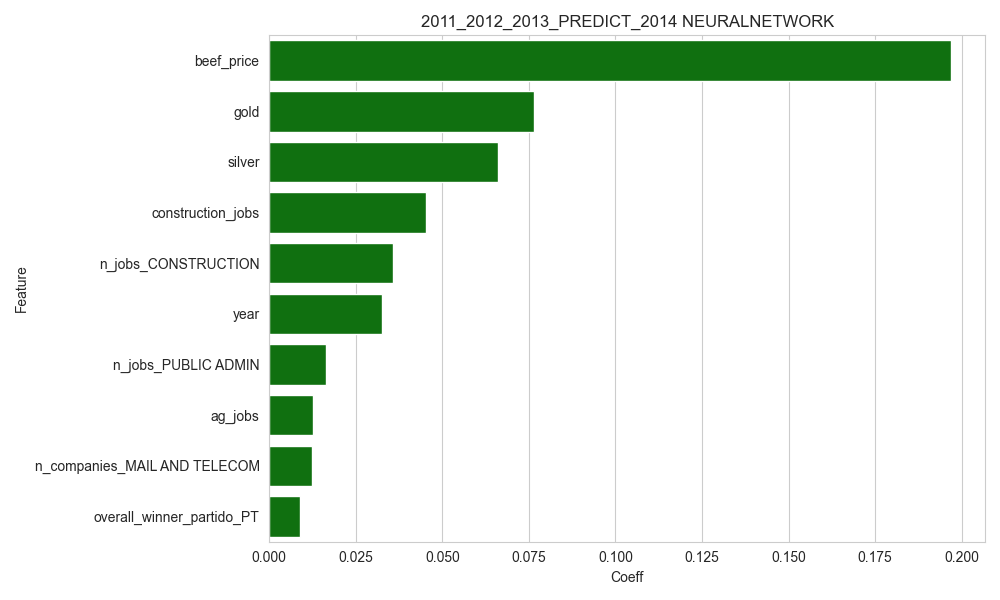 2011_2012_2013_PREDICT_2014 NEURALNETWORK
beef_price
gold
silver
construction_jobs
n_jobs_CONSTRUCTION
year
n_jobs_PUBLIC ADMIN
ag_jobs
n_companies_MAIL AND TELECOM
overall_winner_partido_PT
Feature
0.000 0.025 0.050 0.075 0.100 0.125 0.150 0.175 0.200
Coeff